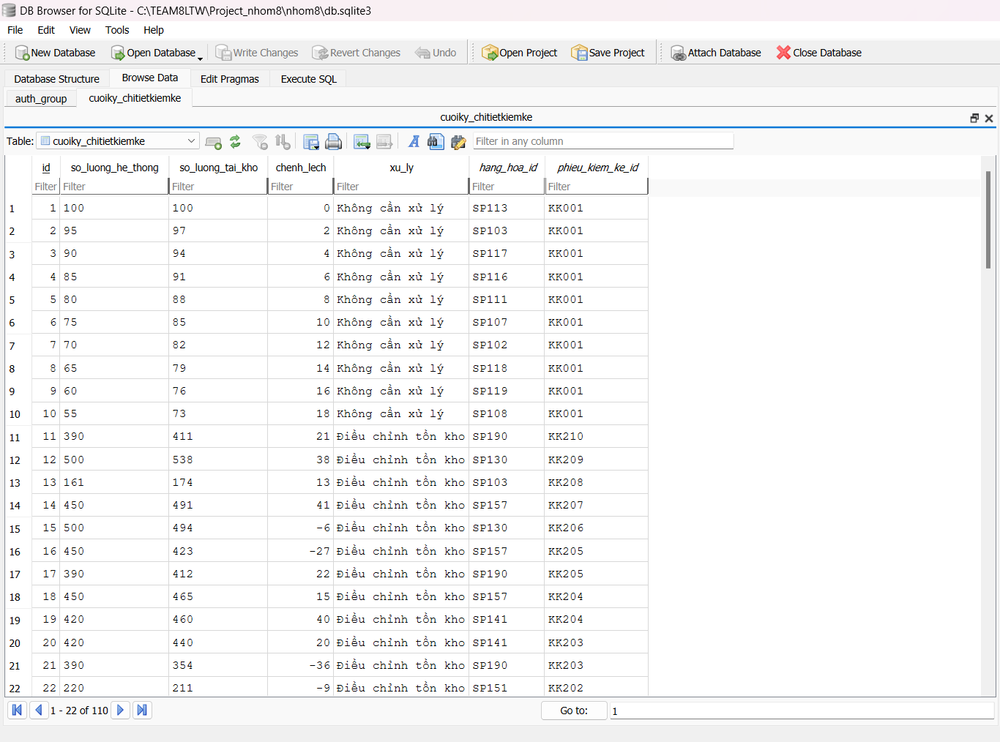 DB Browser for SQLite - C:\TEAM8LTW\Project_nhom8\nhom8\db.sqlite3
File Edit View Tools Help
New Database Open Database Write Changes Revert Changes Undo Open Project Save Project Attach Database Close Database
Database Structure Browse Data Edit Pragmas Execute SQL
auth_group cuoiky_chitietkiemke
cuoiky_chitietkiemke
Table: cuoiky_chitietkiemke Filter in any column
id so_luong_he_thong so_luong_tai_kho chenh_lech xu_ly hang_hoa_id phieu_kiem_ke_id
Filter Filter Filter Filter Filter Filter Filter
1 1 100 100 0 Không cần xử lý SP113 KK001
2 2 95 97 2 Không cần xử lý SP103 KK001
3 3 90 94 4 Không cần xử lý SP117 KK001
4 4 85 91 6 Không cần xử lý SP116 KK001
5 5 80 88 8 Không cần xử lý SP111 KK001
6 6 75 85 10 Không cần xử lý SP107 KK001
7 7 70 82 12 Không cần xử lý SP102 KK001
8 8 65 79 14 Không cần xử lý SP118 KK001
9 9 60 76 16 Không cần xử lý SP119 KK001
10 10 55 73 18 Không cần xử lý SP108 KK001
11 11 390 411 21 Điều chỉnh tồn kho SP190 KK210
12 12 500 538 38 Điều chỉnh tồn kho SP130 KK209
13 13 161 174 13 Điều chỉnh tồn kho SP103 KK208
14 14 450 491 41 Điều chỉnh tồn kho SP157 KK207
15 15 500 494 -6 Điều chỉnh tồn kho SP130 KK206
16 16 450 423 -27 Điều chỉnh tồn kho SP157 KK205
17 17 390 412 22 Điều chỉnh tồn kho SP190 KK205
18 18 450 465 15 Điều chỉnh tồn kho SP157 KK204
19 19 420 460 40 Điều chỉnh tồn kho SP141 KK204
20 20 420 440 20 Điều chỉnh tồn kho SP141 KK203
21 21 390 354 -36 Điều chỉnh tồn kho SP190 KK203
22 22 220 211 -9 Điều chỉnh tồn kho SP151 KK202
1 - 22 of 110 Go to: 1